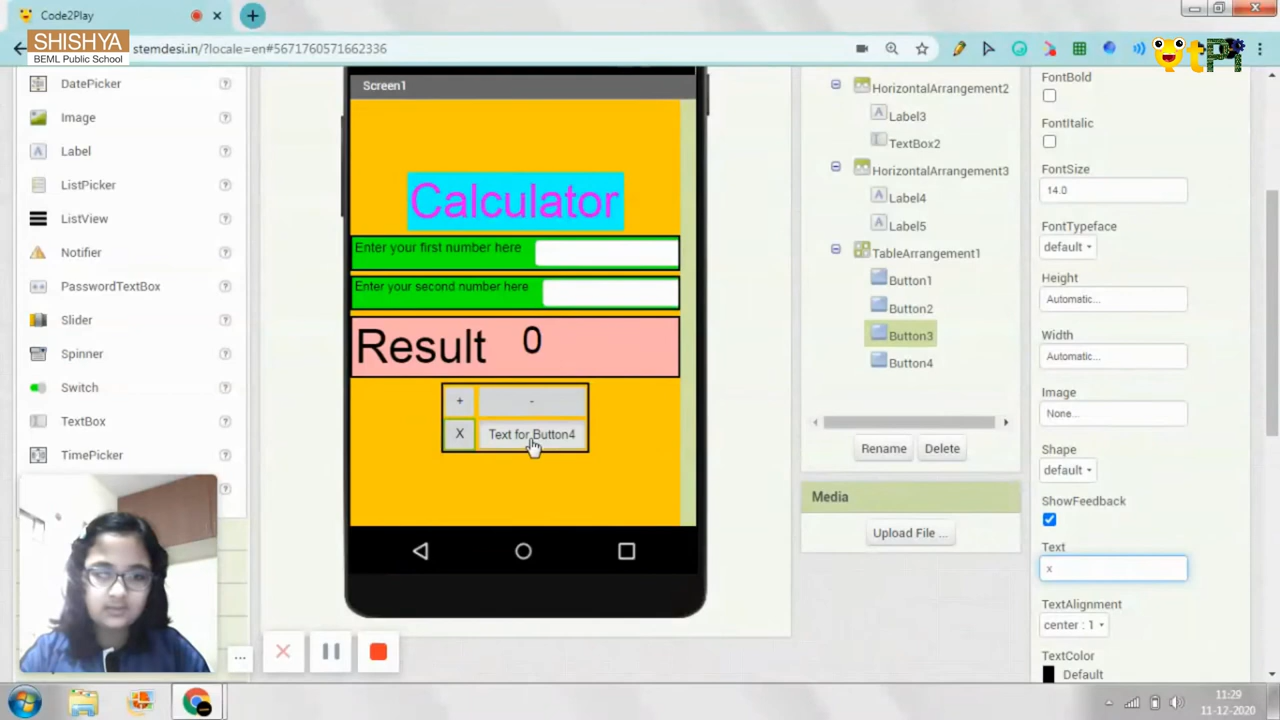 Code2Play
SHISHYA
BEML Public School
stemdesi.in/?locale=en#5671760571662336
DatePicker
?
Image
?
Label
?
ListPicker
?
ListView
?
Notifier
?
PasswordTextBox
?
Slider
?
Spinner
?
Switch
?
TextBox
?
TimePicker
?
?
Screen1
Calculator
Enter your first number here
Enter your second number here
Result 0
+ -
X Text for Button4
HorizontalArrangement2
Label3
TextBox2
HorizontalArrangement3
Label4
Label5
TableArrangement1
Button1
Button2
Button3
Button4
Rename
Delete
Media
Upload File ...
FontBold
FontItalic
FontSize
14.0
FontTypeface
default
Height
Automatic...
Width
Automatic...
Image
None...
Shape
default
ShowFeedback
Text
x
TextAlignment
center : 1
TextColor
Default
...
11:29
11-12-2020